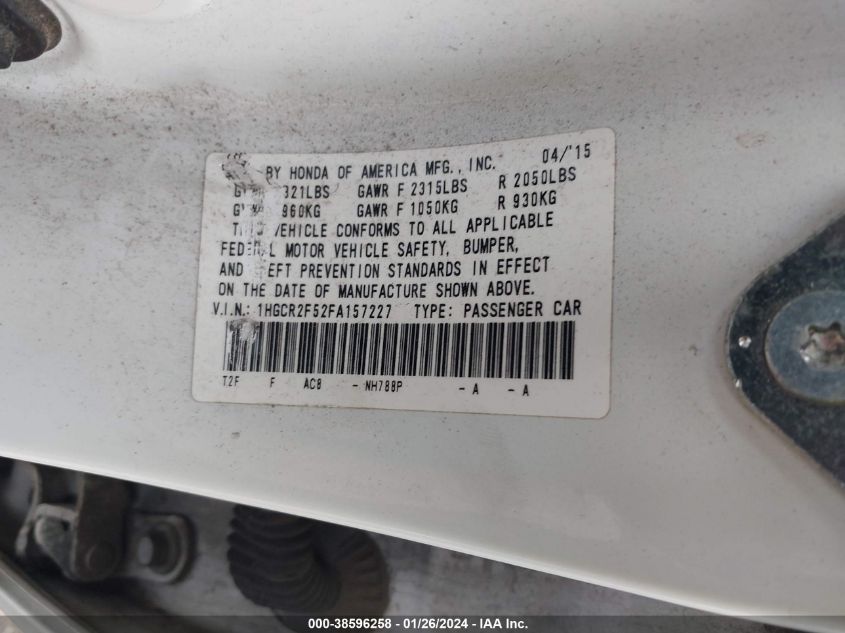 BY HONDA OF AMERICA MFG., INC. 04/'15
321LBS GAWR F 2315LBS R 2050LBS
960KG GAWR F 1050KG R 930KG
VEHICLE CONFORMS TO ALL APPLICABLE
MOTOR VEHICLE SAFETY, BUMPER,
AND PREVENTION STANDARDS IN EFFECT
ON THE DATE OF MANUFACTURE SHOWN ABOVE.
V.I.N.: 1HGCR2F52FA157227 TYPE: PASSENGER CAR
T2F F AC8 - NH788P - A - A
000-38596258 - 01/26/2024 - IAA Inc.